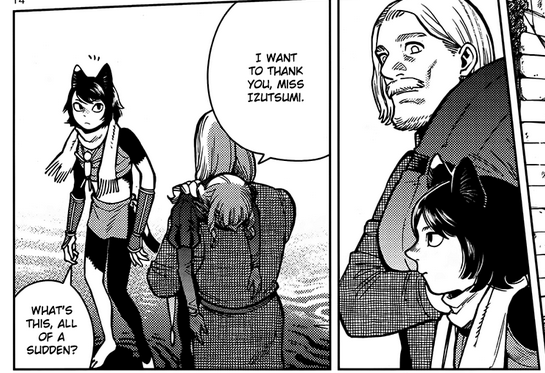 14
I WANT
TO THANK
YOU, MISS
IZUTSUMI.
WHAT'S
THIS, ALL
OF A
SUDDEN?